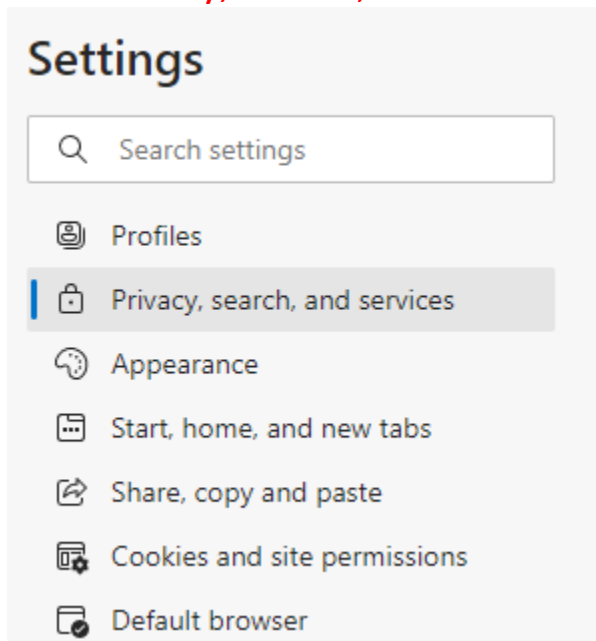 Settings
Search settings
Profiles
Privacy, search, and services
Appearance
Start, home, and new tabs
Share, copy and paste
Cookies and site permissions
Default browser